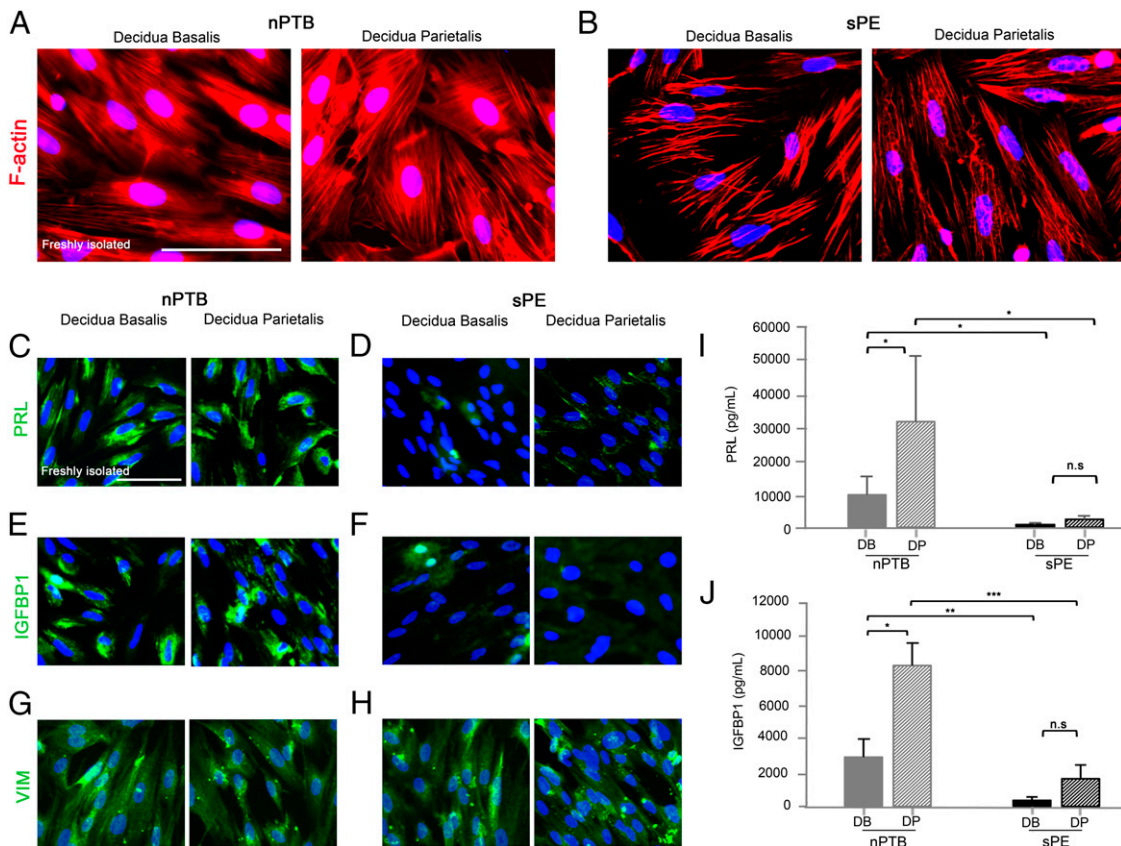 A
nPTB
Decidua Basalis
Decidua Parietalis
B
sPE
Decidua Basalis
Decidua Parietalis
F-actin
Freshly isolated
nPTB
Decidua Basalis
Decidua Parietalis
sPE
Decidua Basalis
Decidua Parietalis
C
D
PRL
Freshly isolated
E
F
IGFBP1
G
H
VIM
I
PRL (pg/mL)
60000
50000
40000
30000
20000
10000
0
*
*
*
n.s
DB
DP
DB
DP
nPTB
sPE
J
IGFBP1 (pg/mL)
12000
10000
8000
6000
4000
2000
0
***
**
*
n.s
DB
DP
DB
DP
nPTB
sPE